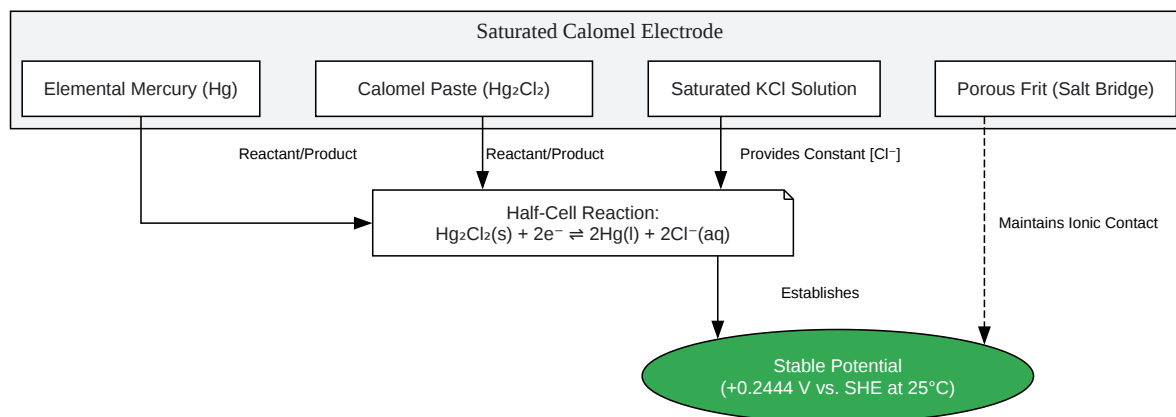 Saturated Calomel Electrode
Elemental Mercury (Hg)
Calomel Paste (Hg₂Cl₂)
Saturated KCl Solution
Porous Frit (Salt Bridge)
Reactant/Product
Reactant/Product
Provides Constant [Cl⁻]
Half-Cell Reaction:
Hg₂Cl₂(s) + 2e⁻ ⇌ 2Hg(l) + 2Cl⁻(aq)
Maintains Ionic Contact
Establishes
Stable Potential
(+0.2444 V vs. SHE at 25°C)